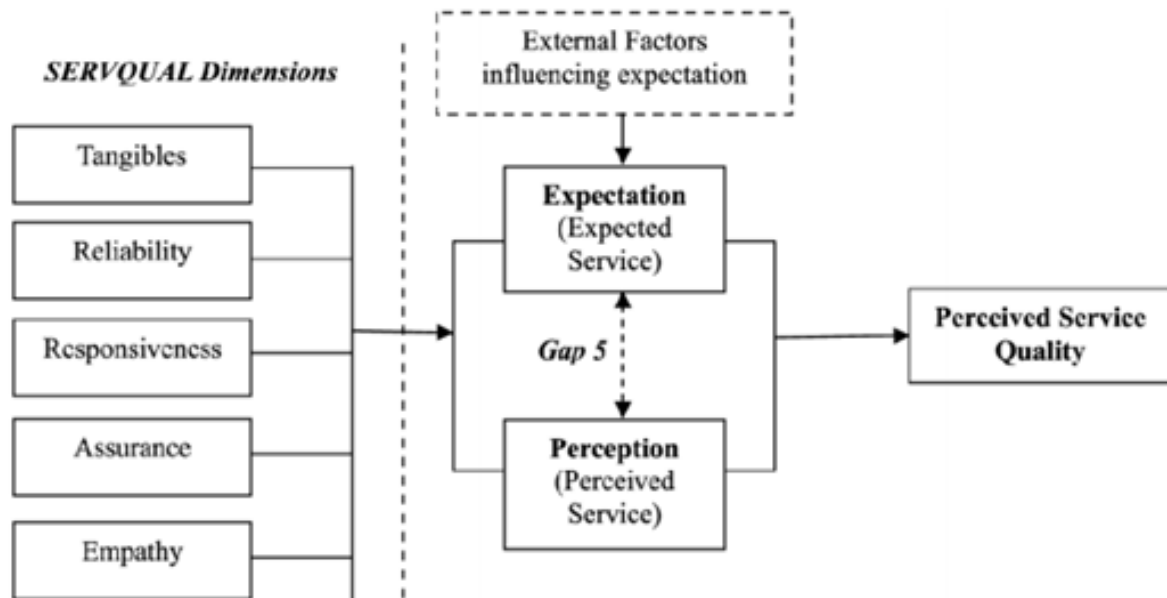 SERVQUAL Dimensions
Tangibles
Reliability
Responsiveness
Assurance
Empathy
External Factors
influencing expectation
Expectation
(Expected
Service)
Gap 5
Perception
(Perceived
Service)
Perceived Service
Quality